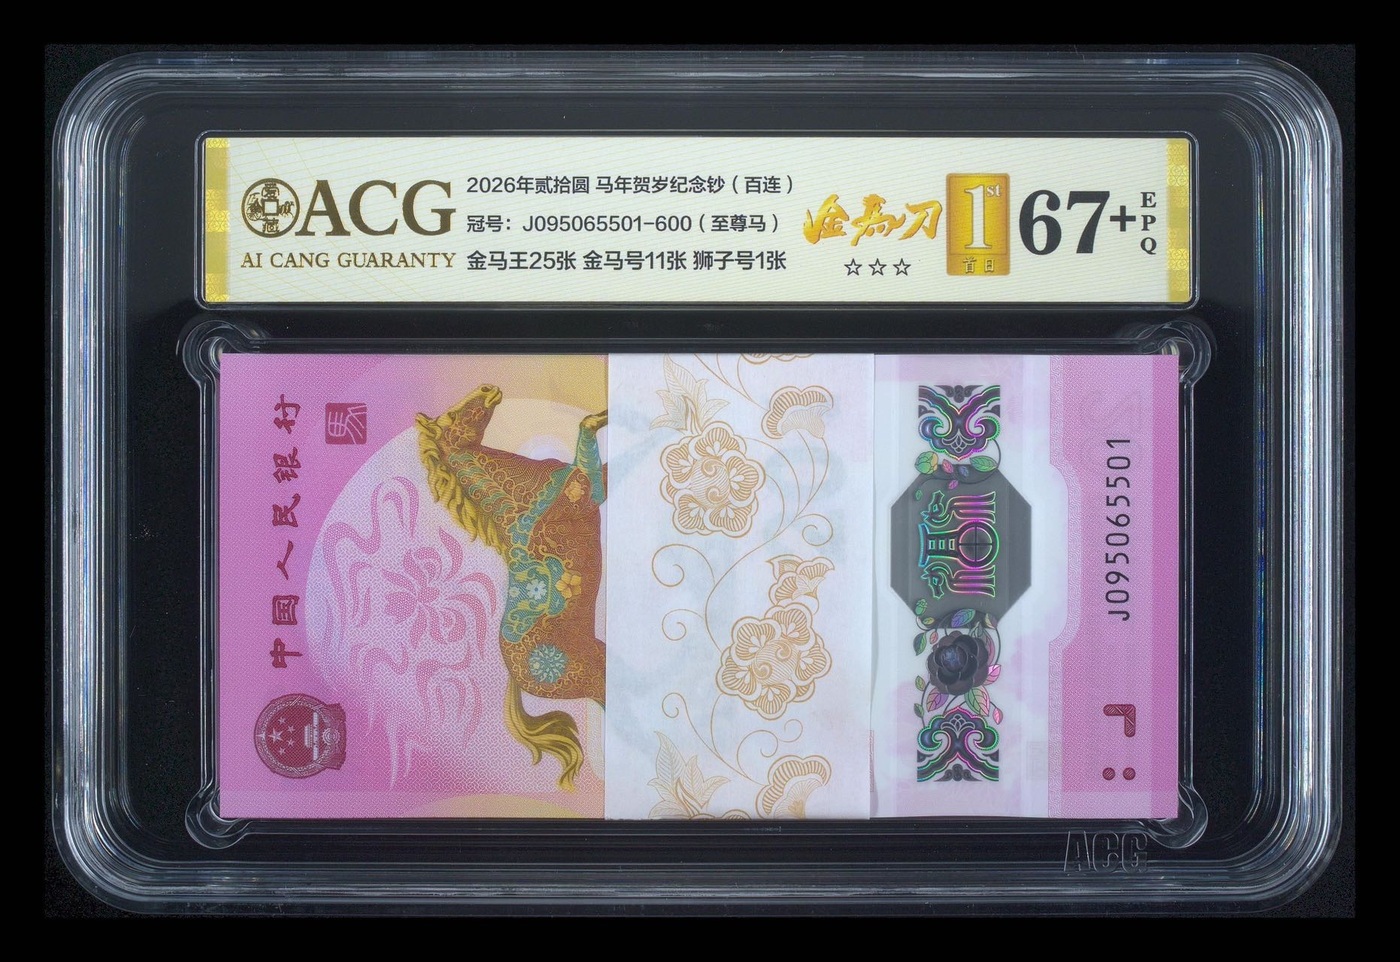 ACG
AI CANG GUARANTY
2026年贰拾圆 马年贺岁纪念钞（百连）
冠号：J095065501-600（至尊马）
金马王25张 金马号11张 狮子号1张
金马刀
☆☆☆
1st
首日
67+
EPQ
中国人民银行
J095065501
ACG